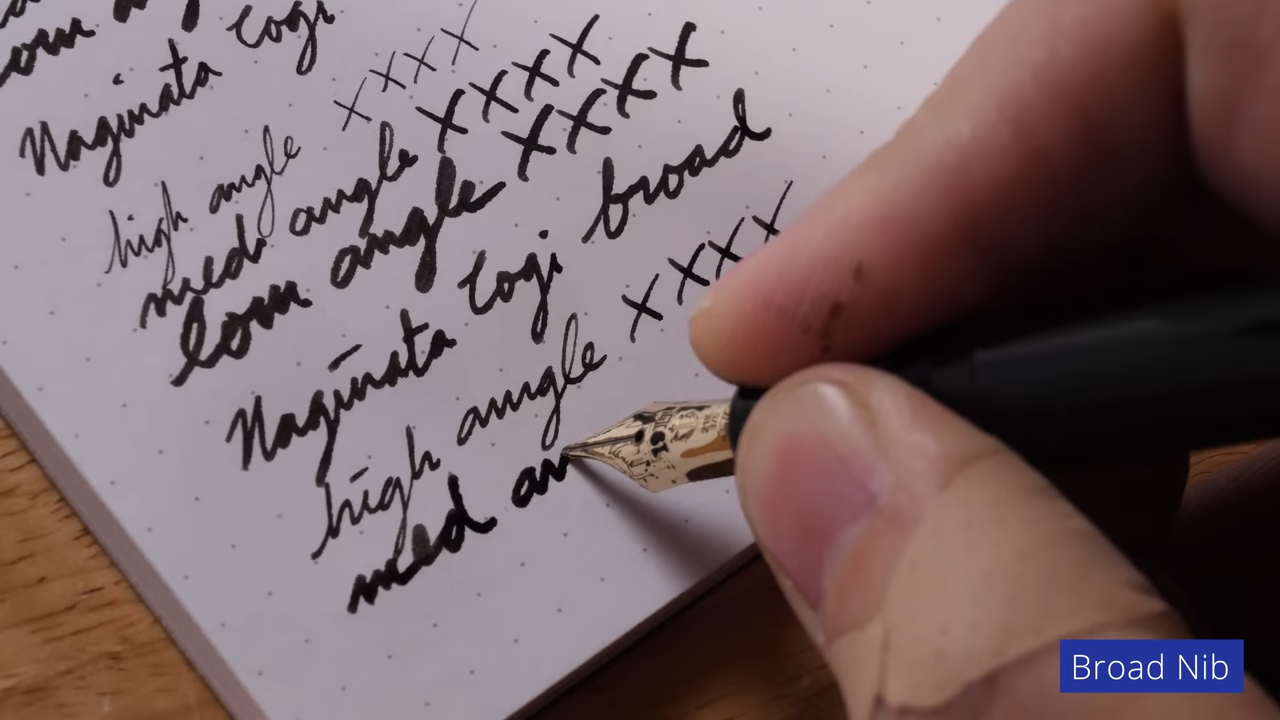 Naginata Togi
high angle x x x x
med. angle x x x x
low angle x x x x
Naginata Togi broad
high angle x x x x
med an
Broad Nib